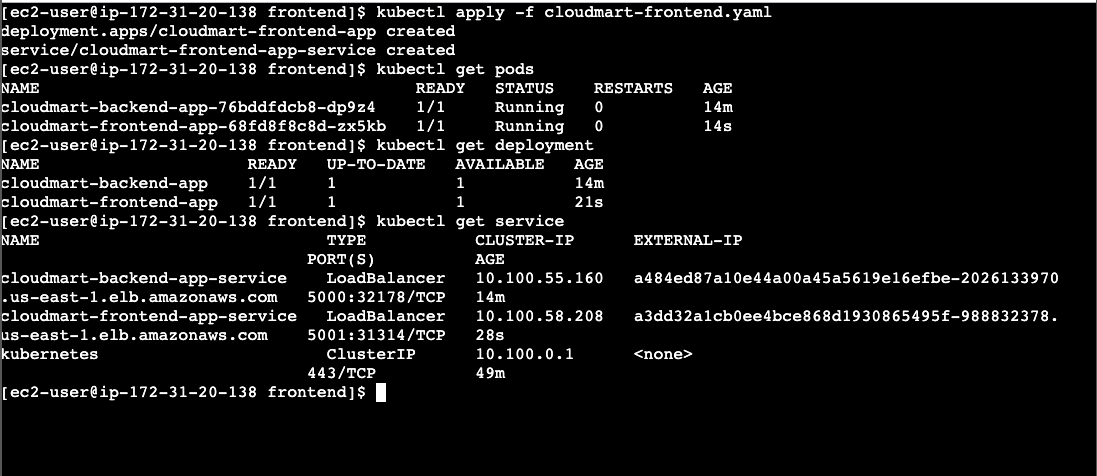 [ec2-user@ip-172-31-20-138 frontend]$ kubectl apply -f cloudmart-frontend.yaml
deployment.apps/cloudmart-frontend-app created
service/cloudmart-frontend-app-service created
[ec2-user@ip-172-31-20-138 frontend]$ kubectl get pods
NAME READY STATUS RESTARTS AGE
cloudmart-backend-app-76bddfdcb8-dp9z4 1/1 Running 0 14m
cloudmart-frontend-app-68fd8f8c8d-zx5kb 1/1 Running 0 14s
[ec2-user@ip-172-31-20-138 frontend]$ kubectl get deployment
NAME READY UP-TO-DATE AVAILABLE AGE
cloudmart-backend-app 1/1 1 1 14m
cloudmart-frontend-app 1/1 1 1 21s
[ec2-user@ip-172-31-20-138 frontend]$ kubectl get service
NAME TYPE CLUSTER-IP EXTERNAL-IP
PORT(S) AGE
cloudmart-backend-app-service LoadBalancer 10.100.55.160 a484ed87a10e44a00a45a5619e16efbe-2026133970
.us-east-1.elb.amazonaws.com 5000:32178/TCP 14m
cloudmart-frontend-app-service LoadBalancer 10.100.58.208 a3dd32a1cb0ee4bce868d1930865495f-988832378.
us-east-1.elb.amazonaws.com 5001:31314/TCP 28s
kubernetes ClusterIP 10.100.0.1 <none>
443/TCP 49m
[ec2-user@ip-172-31-20-138 frontend]$